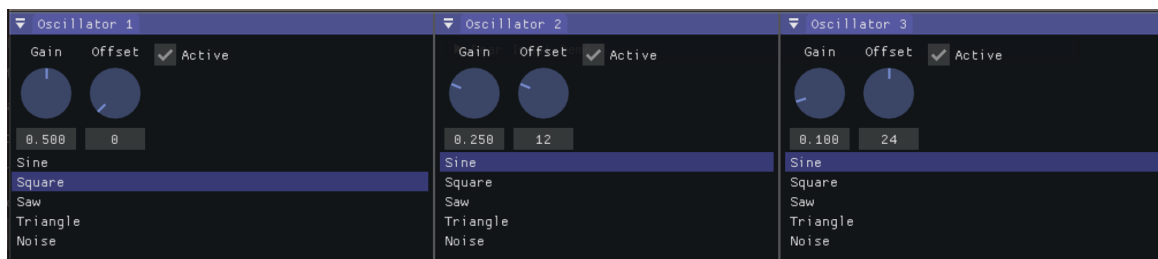 Oscillator 1
Gain Offset Active
0.500 0
Sine
Square
Saw
Triangle
Noise
Oscillator 2
Gain Offset Active
0.250 12
Sine
Square
Saw
Triangle
Noise
Oscillator 3
Gain Offset Active
0.100 24
Sine
Square
Saw
Triangle
Noise